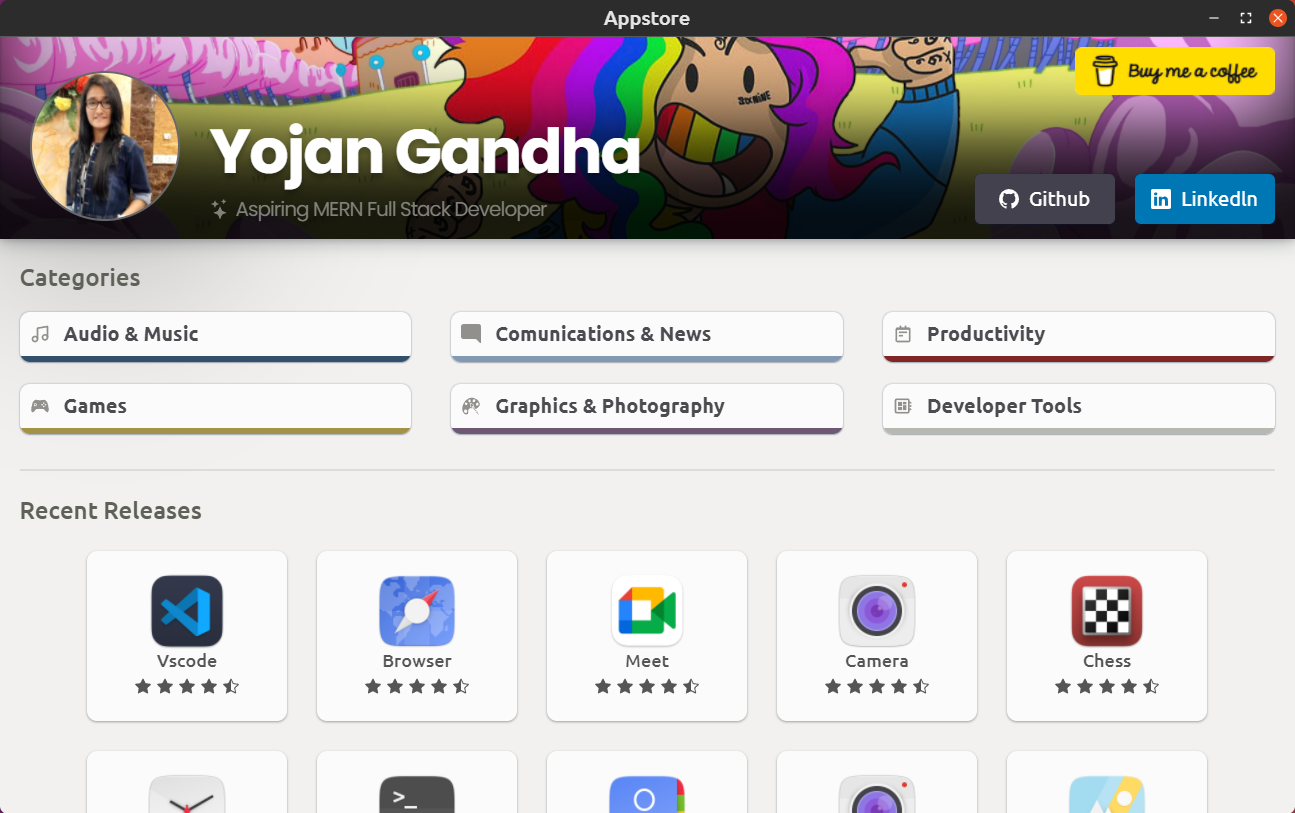 Appstore
Buy me a coffee
Yojan Gandha
Aspiring MERN Full Stack Developer
Github
LinkedIn
Categories
Audio & Music
Comunications & News
Productivity
Games
Graphics & Photography
Developer Tools
Recent Releases
Vscode
Browser
Meet
Camera
Chess
>_